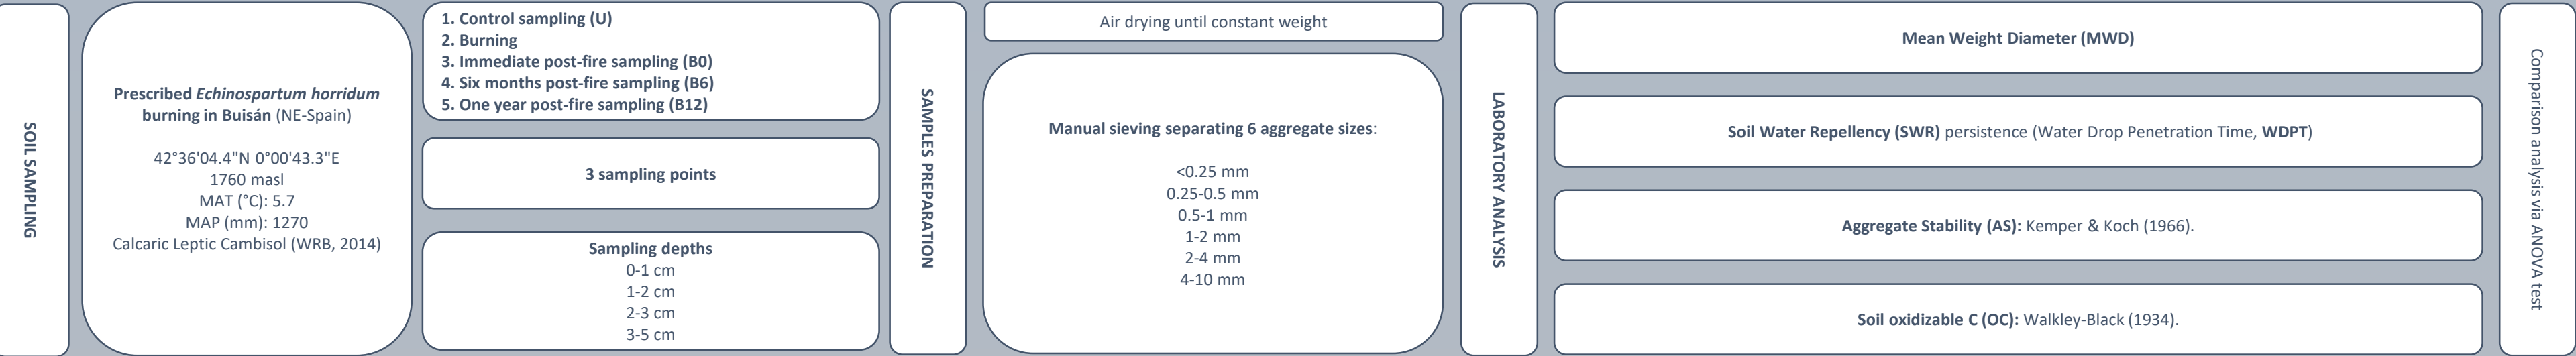 SOIL SAMPLING
Prescribed Echinospartum horridum
burning in Buisán (NE-Spain)
42°36'04.4"N 0°00'43.3"E
1760 masl
MAT (°C): 5.7
MAP (mm): 1270
Calcaric Leptic Cambisol (WRB, 2014)
1. Control sampling (U)
2. Burning
3. Immediate post-fire sampling (B0)
4. Six months post-fire sampling (B6)
5. One year post-fire sampling (B12)
3 sampling points
Sampling depths
0-1 cm
1-2 cm
2-3 cm
3-5 cm
SAMPLES PREPARATION
Air drying until constant weight
Manual sieving separating 6 aggregate sizes:
<0.25 mm
0.25-0.5 mm
0.5-1 mm
1-2 mm
2-4 mm
4-10 mm
LABORATORY ANALYSIS
Mean Weight Diameter (MWD)
Soil Water Repellency (SWR) persistence (Water Drop Penetration Time, WDPT)
Aggregate Stability (AS): Kemper & Koch (1966).
Soil oxidizable C (OC): Walkley-Black (1934).
Comparison analysis via ANOVA test